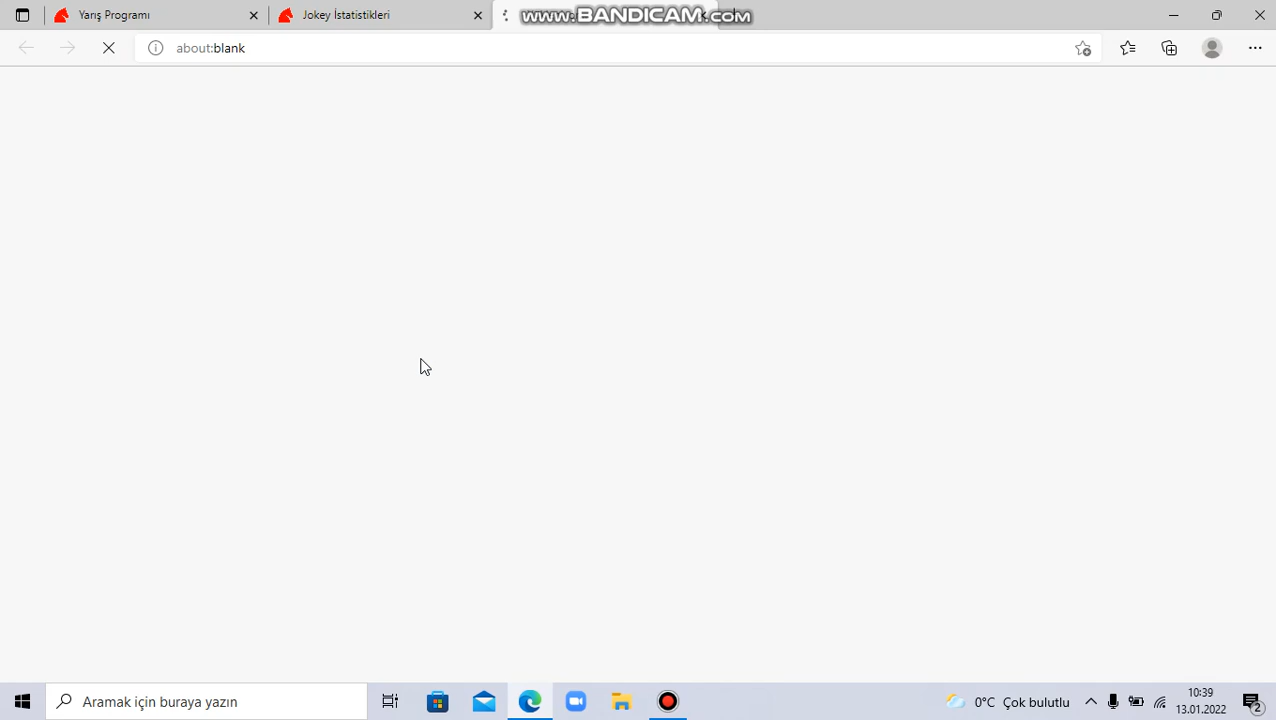 Yarış Programı
Jokey İstatistikleri
www.BANDICAM.com
about:blank
Aramak için buraya yazın
0°C Çok bulutlu
10:39
13.01.2022
2